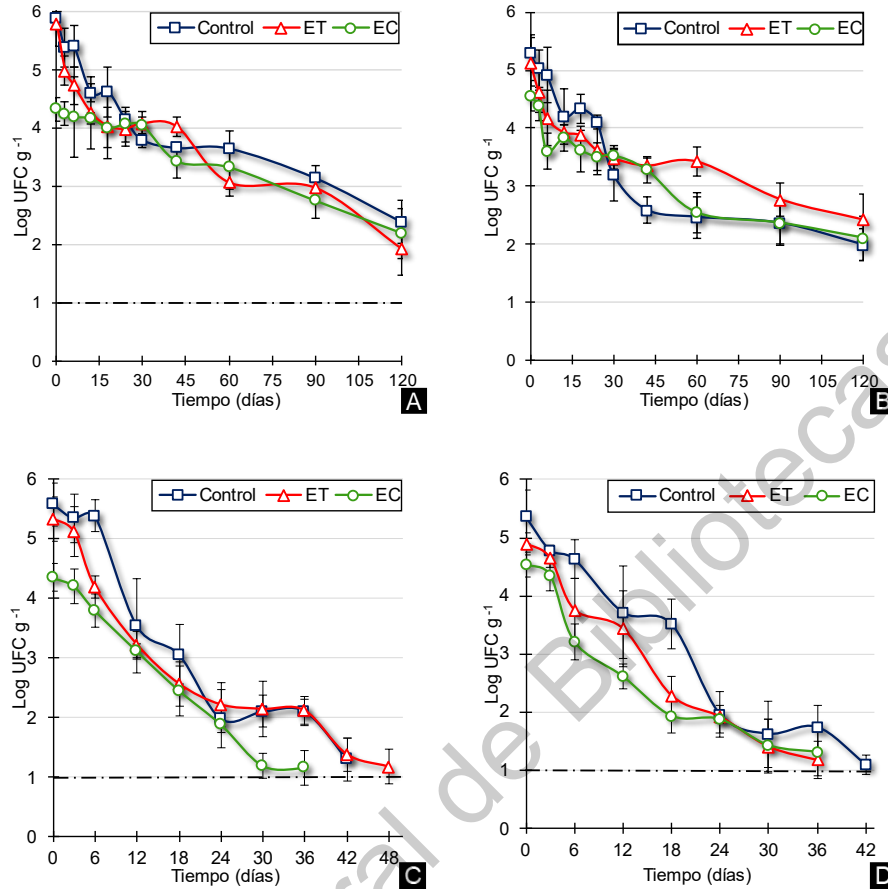 Control ET EC
6
5
4
3
2
1
0
Log UFC g-1
0 15 30 45 60 75 90 105 120
Tiempo (días)
A
Control ET EC
6
5
4
3
2
1
0
Log UFC g-1
0 15 30 45 60 75 90 105 120
Tiempo (días)
B
Control ET EC
6
5
4
3
2
1
0
Log UFC g-1
0 6 12 18 24 30 36 42 48
Tiempo (días)
C
Control ET EC
6
5
4
3
2
1
0
Log UFC g-1
0 6 12 18 24 30 36 42
Tiempo (días)
D
ral de Bibliotecas